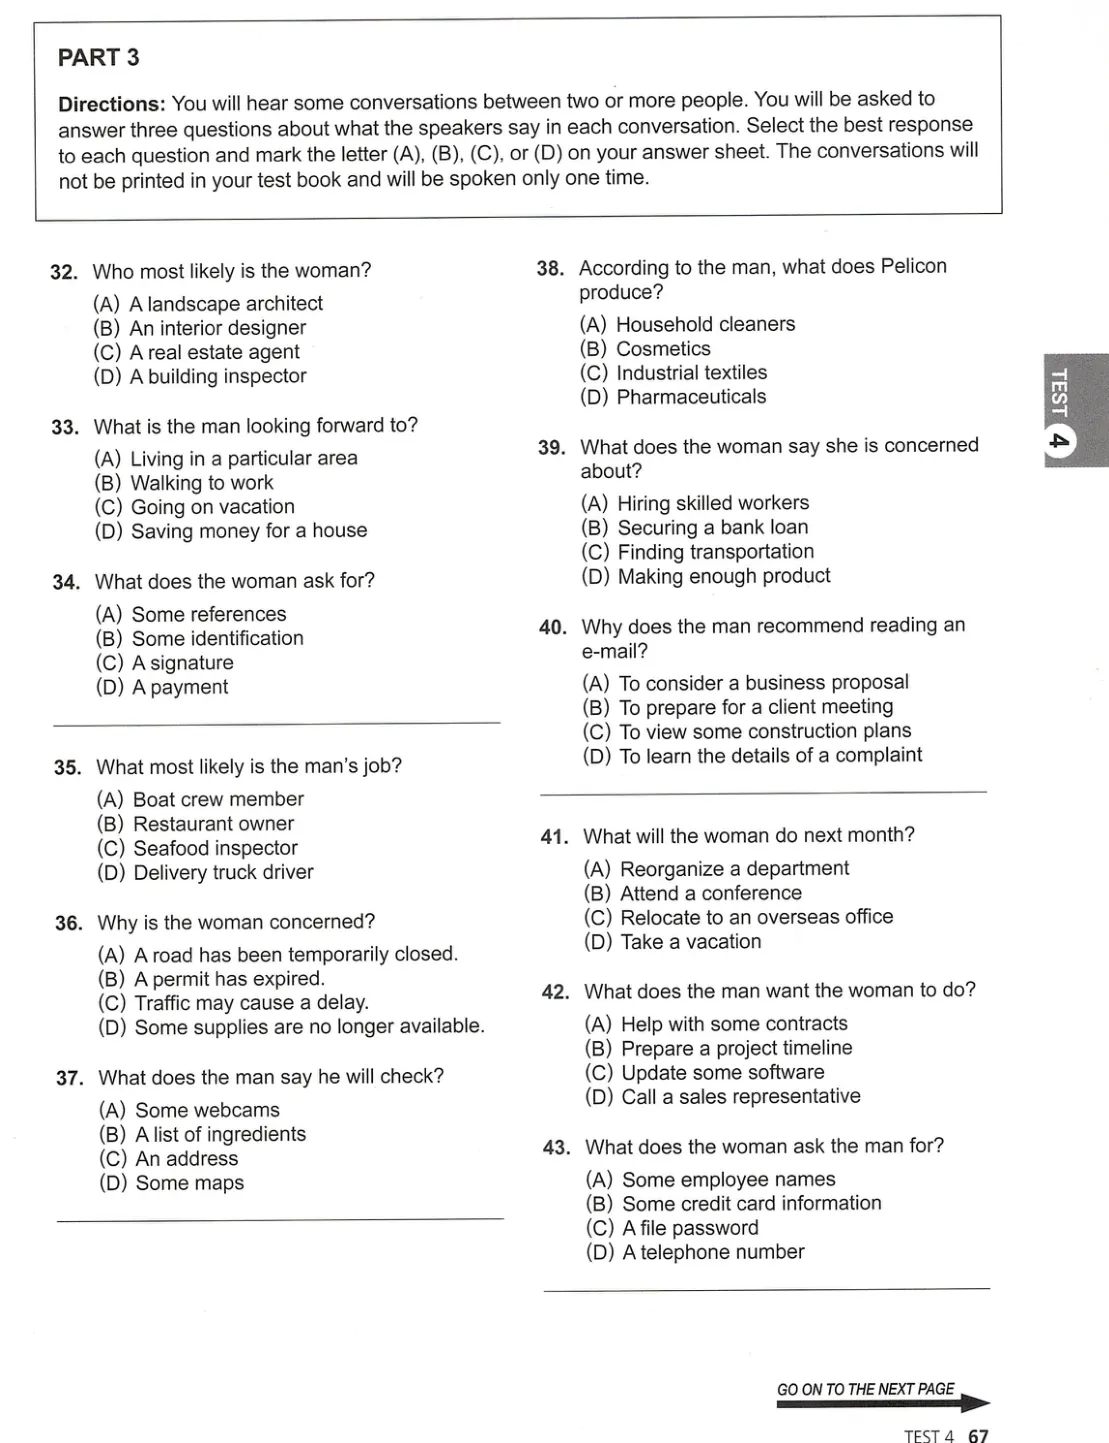 PART 3
Directions: You will hear some conversations between two or more people. You will be asked to
answer three questions about what the speakers say in each conversation. Select the best response
to each question and mark the letter (A), (B), (C), or (D) on your answer sheet. The conversations will
not be printed in your test book and will be spoken only one time.
32. Who most likely is the woman?
(A) A landscape architect
(B) An interior designer
(C) A real estate agent
(D) A building inspector
33. What is the man looking forward to?
(A) Living in a particular area
(B) Walking to work
(C) Going on vacation
(D) Saving money for a house
34. What does the woman ask for?
(A) Some references
(B) Some identification
(C) A signature
(D) A payment
35. What most likely is the man's job?
(A) Boat crew member
(B) Restaurant owner
(C) Seafood inspector
(D) Delivery truck driver
36. Why is the woman concerned?
(A) A road has been temporarily closed.
(B) A permit has expired.
(C) Traffic may cause a delay.
(D) Some supplies are no longer available.
37. What does the man say he will check?
(A) Some webcams
(B) A list of ingredients
(C) An address
(D) Some maps
38. According to the man, what does Pelicon
produce?
(A) Household cleaners
(B) Cosmetics
(C) Industrial textiles
(D) Pharmaceuticals
39. What does the woman say she is concerned
about?
(A) Hiring skilled workers
(B) Securing a bank loan
(C) Finding transportation
(D) Making enough product
40. Why does the man recommend reading an
e-mail?
(A) To consider a business proposal
(B) To prepare for a client meeting
(C) To view some construction plans
(D) To learn the details of a complaint
41. What will the woman do next month?
(A) Reorganize a department
(B) Attend a conference
(C) Relocate to an overseas office
(D) Take a vacation
42. What does the man want the woman to do?
(A) Help with some contracts
(B) Prepare a project timeline
(C) Update some software
(D) Call a sales representative
43. What does the woman ask the man for?
(A) Some employee names
(B) Some credit card information
(C) A file password
(D) A telephone number
TEST 4
GO ON TO THE NEXT PAGE
TEST 4 67